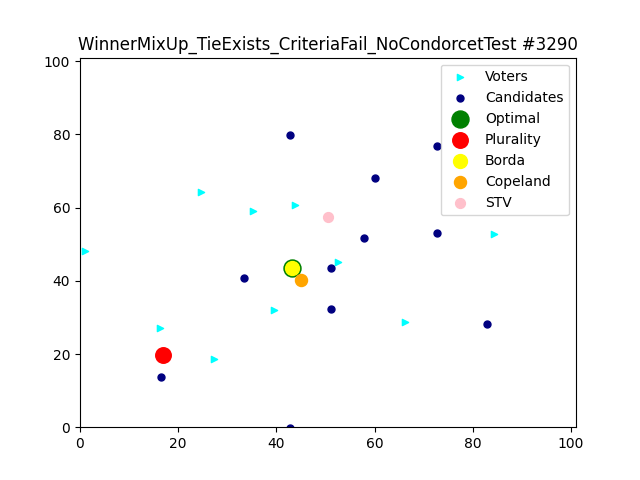 WinnerMixUp_TieExists_CriteriaFail_NoCondorcetTest #3290
100
80
60
40
20
0
0
20
40
60
80
100
Voters
Candidates
Optimal
Plurality
Borda
Copeland
STV